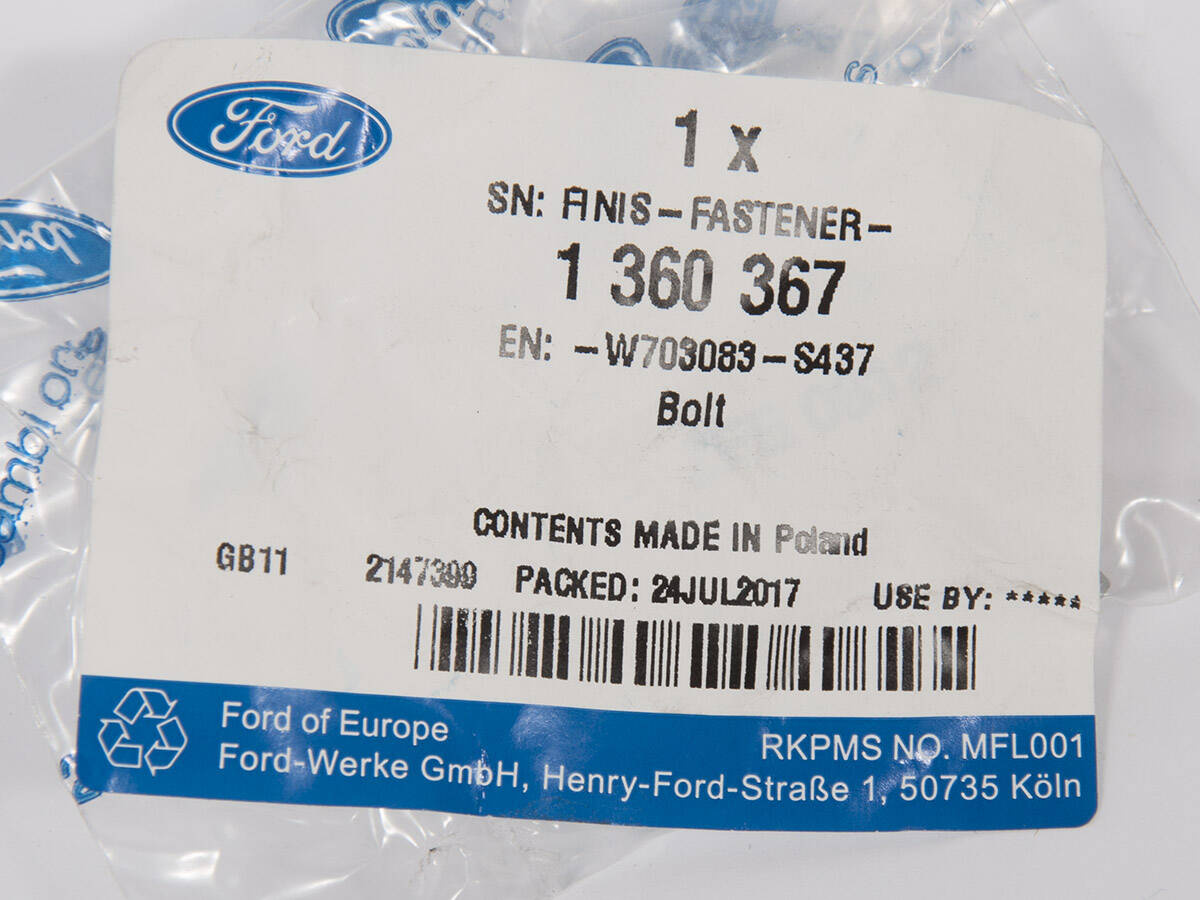 Ford
1 x
SN: FINIS-FASTENER-
1 360 367
EN: -W703083-S437
Bolt
CONTENTS MADE IN Poland
GB11 2147399 PACKED: 24JUL2017 USE BY: *****
Ford of Europe
RKPMS NO. MFL001
Ford-Werke GmbH, Henry-Ford-Straße 1, 50735 Köln